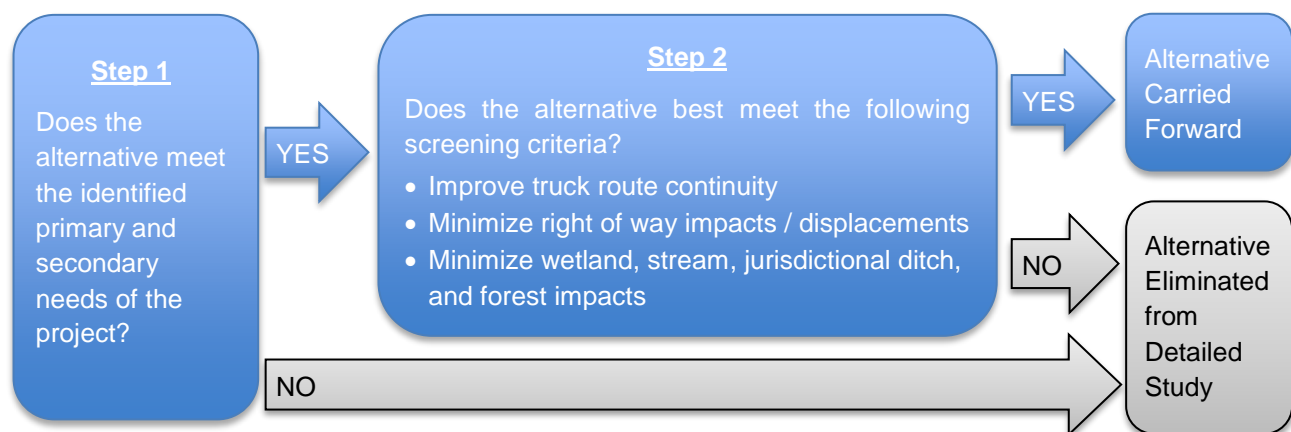 Step 1
Does the
alternative meet
the identified
primary and
secondary
needs of the
project?
YES
Step 2
Does the alternative best meet the following
screening criteria?
• Improve truck route continuity
• Minimize right of way impacts / displacements
• Minimize wetland, stream, jurisdictional ditch,
and forest impacts
YES
Alternative
Carried
Forward
NO
Alternative
Eliminated
from
Detailed
Study
NO